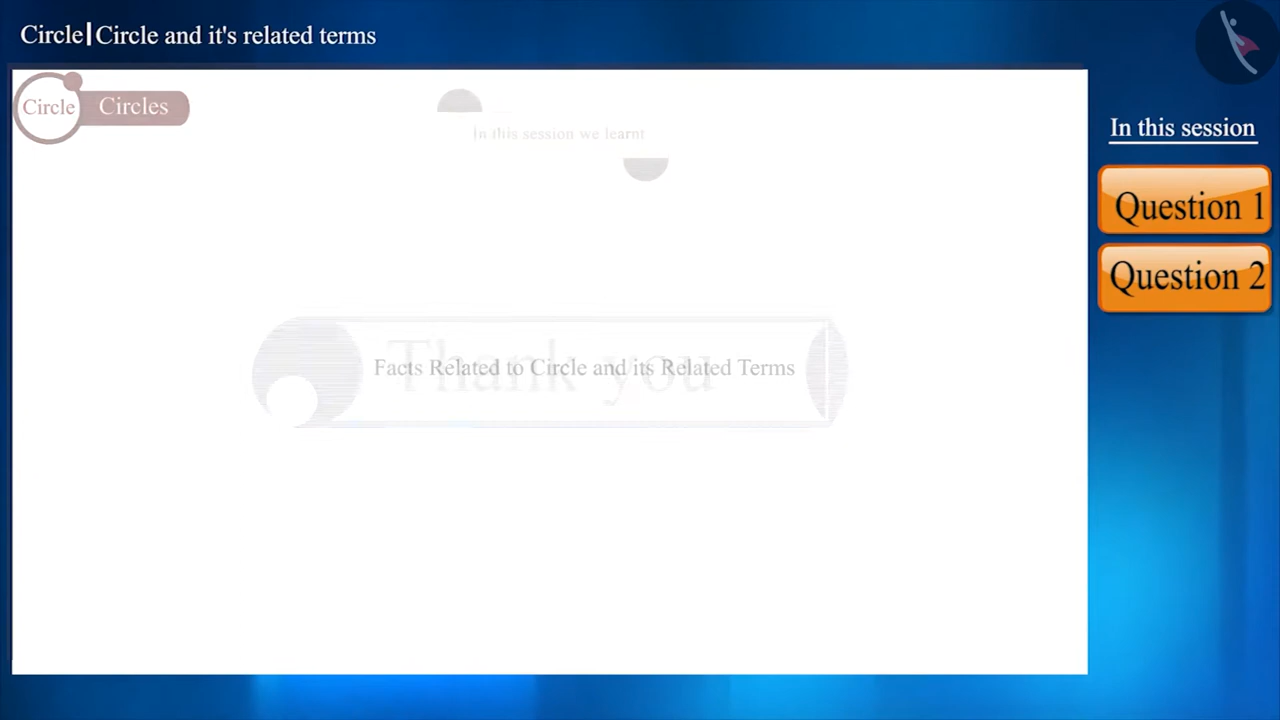 Circle|Circle and it's related terms
Circle Circles
In this session we learnt
Thank you
Facts Related to Circle and its Related Terms
In this session
Question 1
Question 2